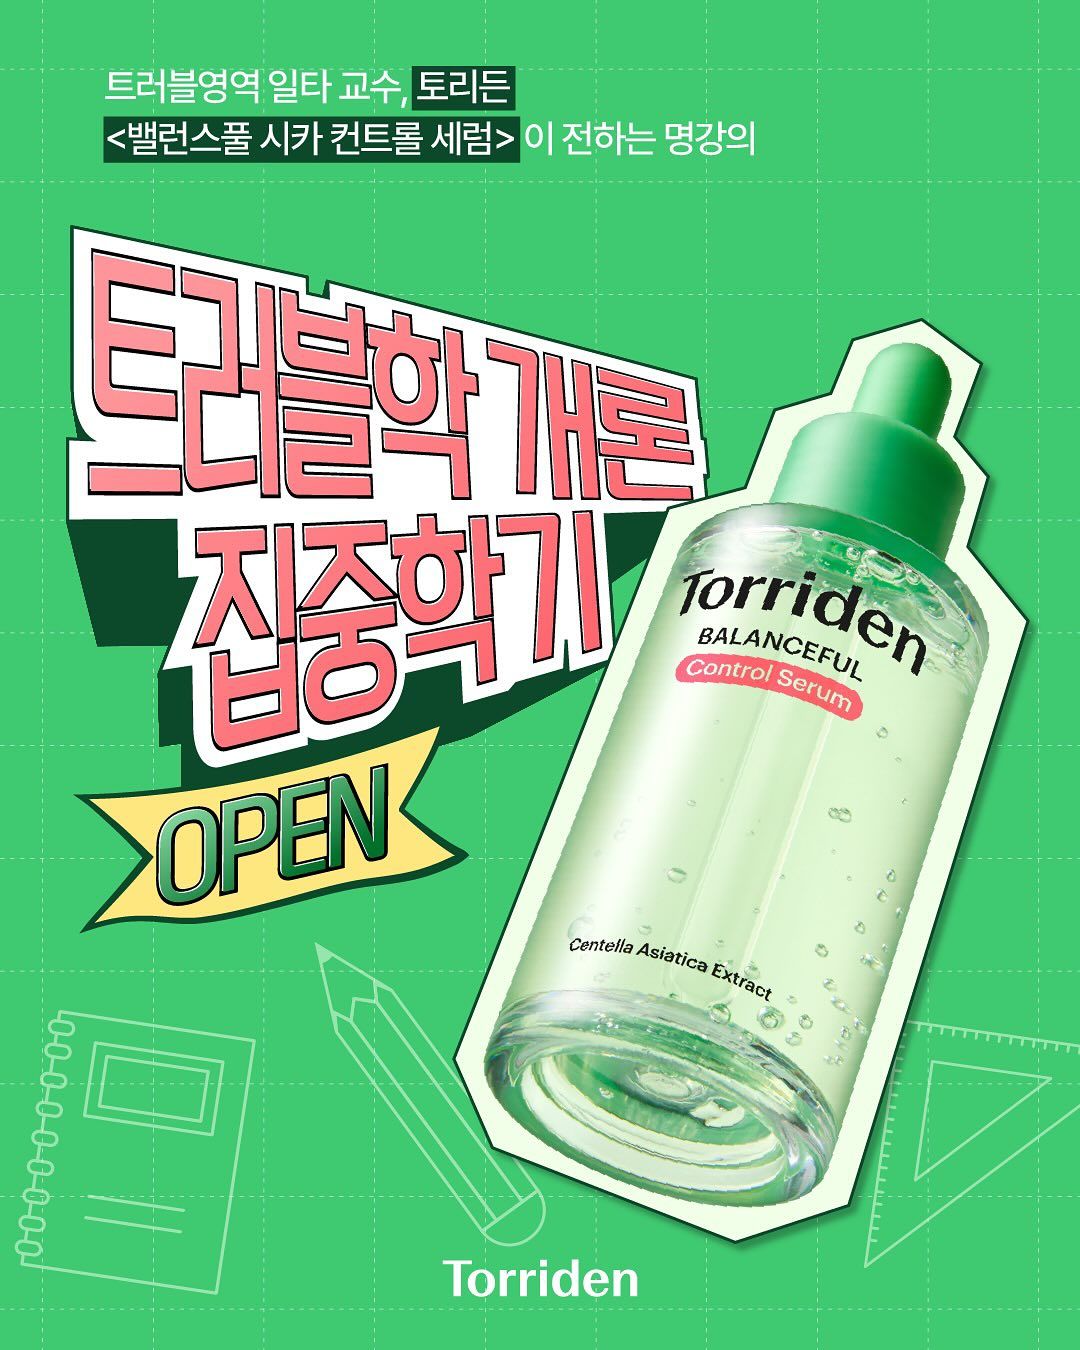 트러블영역 일타 교수, 토리든
<밸런스풀 시카 컨트롤 세럼> 이 전하는 명강의
트러블학 개론
집중학기
OPEN
Torriden
BALANCEFUL
Control Serum
Centella Asiatica Extract
Torriden